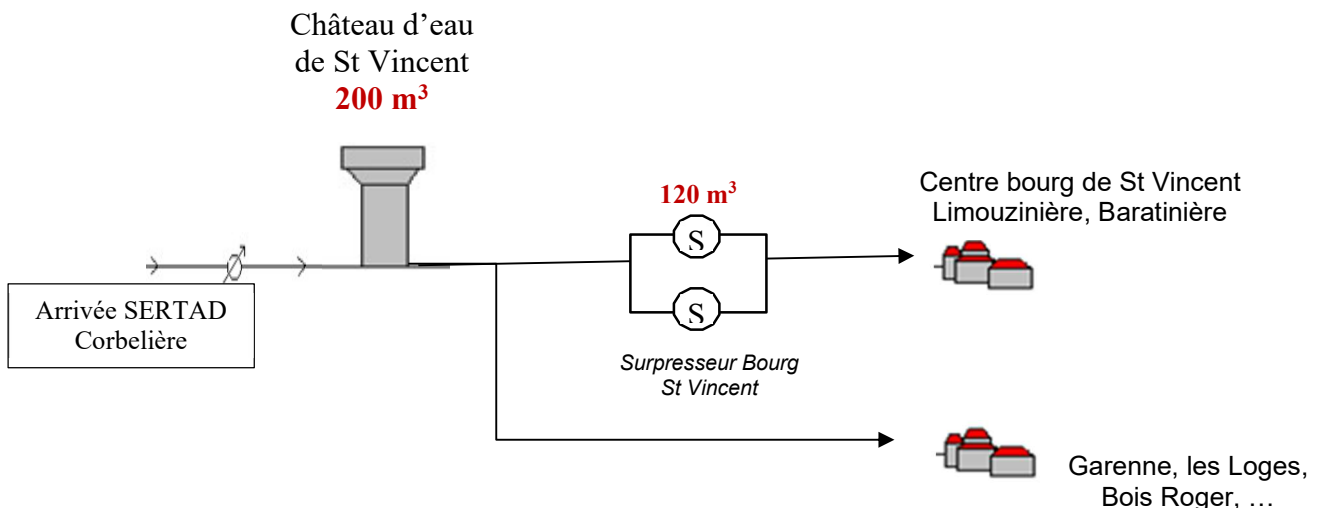 Château d'eau
de St Vincent
200 m³
Arrivée SERTAD
Corbelière
120 m³
S
S
Surpresseur Bourg
St Vincent
Centre bourg de St Vincent
Limouzinière, Baratinière
Garenne, les Loges,
Bois Roger, …